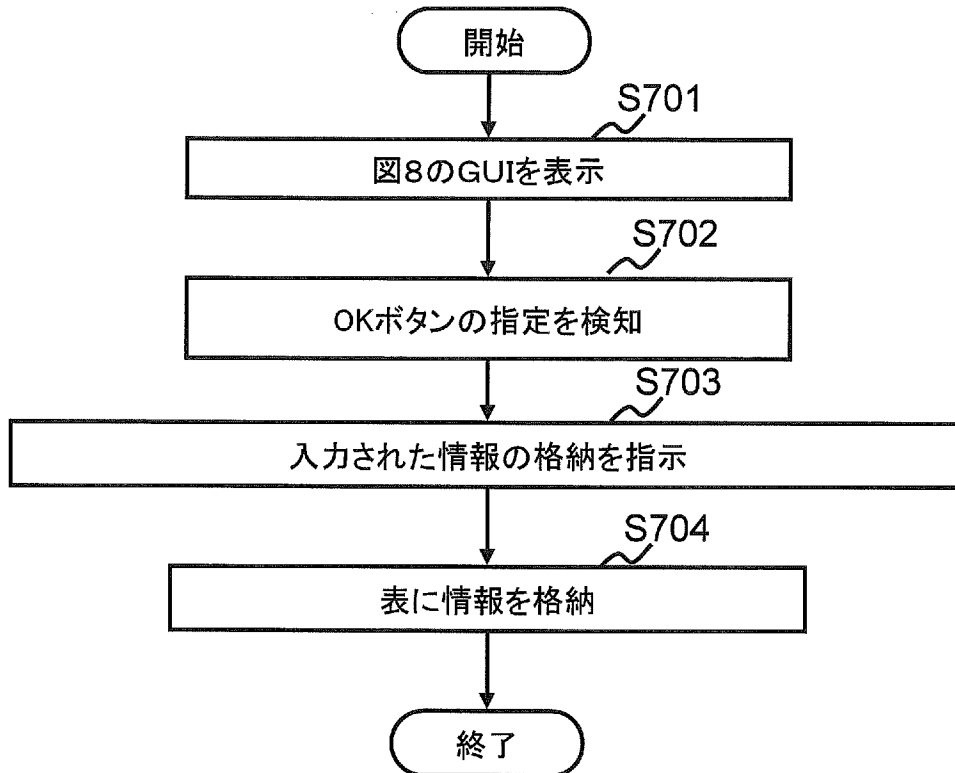 開始
S701
図8のGUIを表示
S702
OKボタンの指定を検知
S703
入力された情報の格納を指示
S704
表に情報を格納
終了